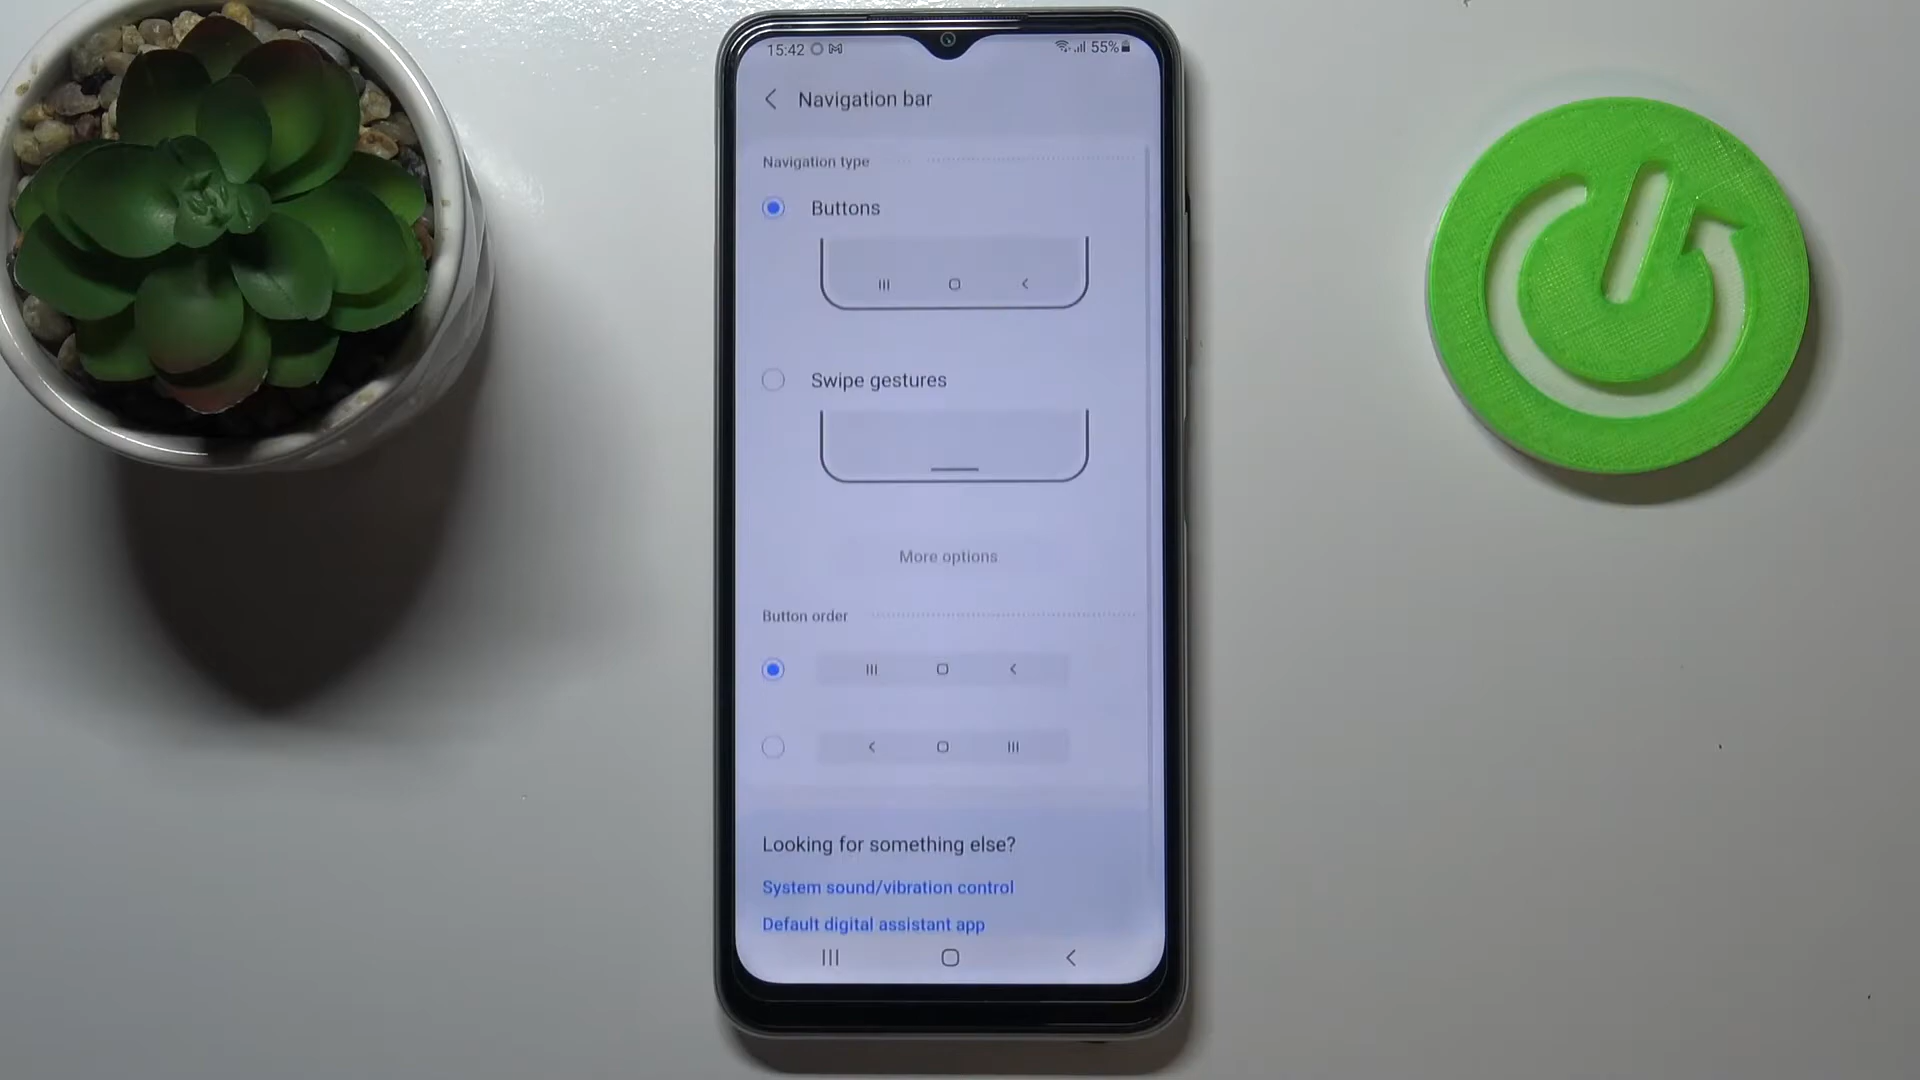 15:42 55%
Navigation bar
Navigation type
Buttons
Swipe gestures
More options
Button order
Looking for something else?
System sound/vibration control
Default digital assistant app